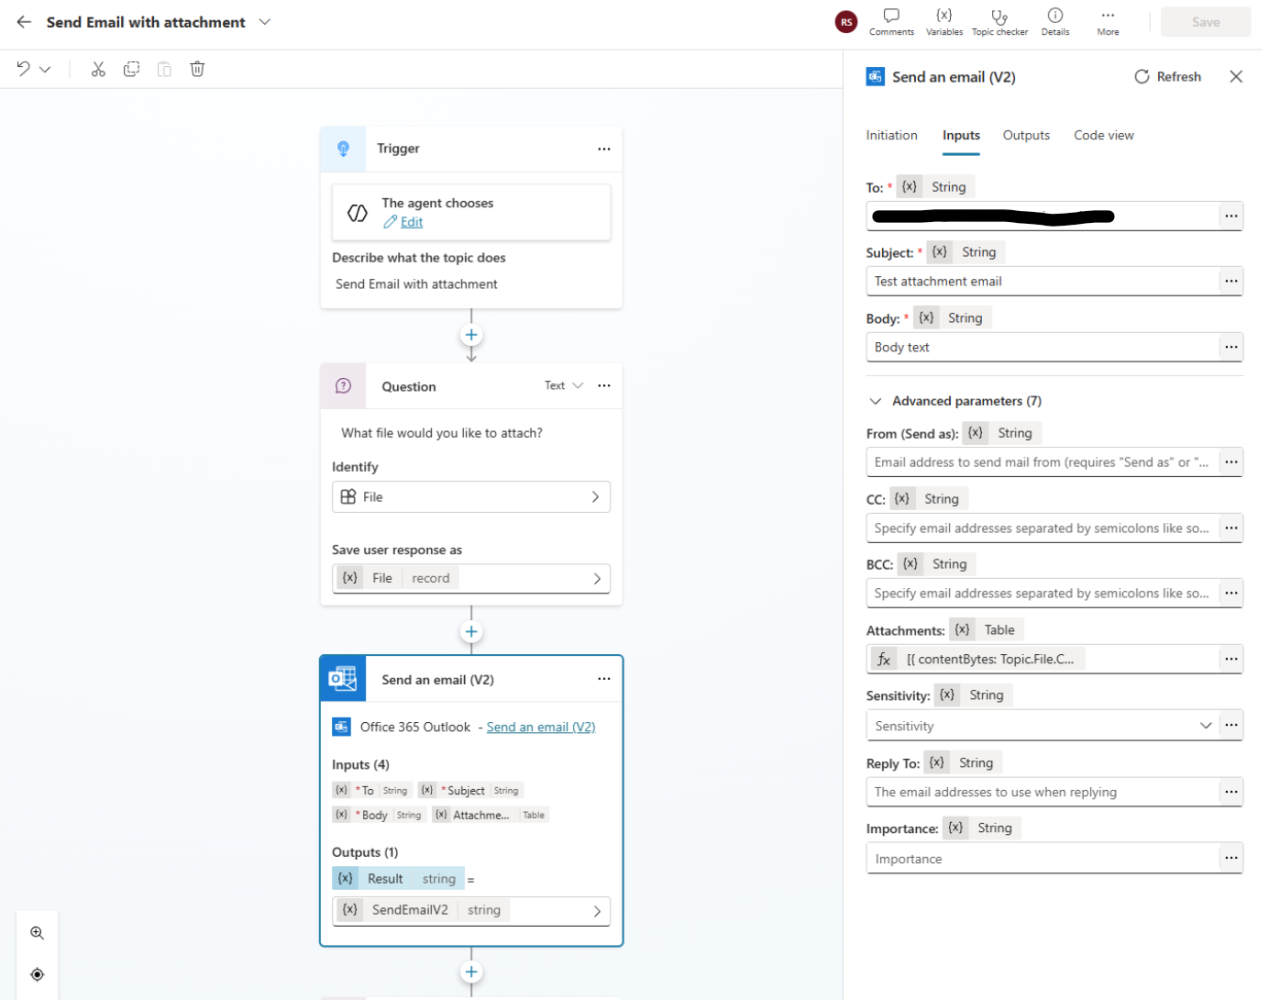 Send Email with attachment
RS
Comments
{x}
Variables
Topic checker
Details
More
Save
Trigger
The agent chooses
Edit
Describe what the topic does
Send Email with attachment
Question
Text
What file would you like to attach?
Identify
File
Save user response as
{x} File record
Send an email (V2)
Office 365 Outlook - Send an email (V2)
Inputs (4)
{x} * To String {x} * Subject String
{x} * Body String {x} Attachme... Table
Outputs (1)
{x} Result string =
{x} SendEmailV2 string
Send an email (V2)
Refresh
Initiation Inputs Outputs Code view
To: * {x} String
Subject: * {x} String
Test attachment email
Body: * {x} String
Body text
Advanced parameters (7)
From (Send as): {x} String
Email address to send mail from (requires "Send as" or "...
CC: {x} String
Specify email addresses separated by semicolons like so...
BCC: {x} String
Specify email addresses separated by semicolons like so...
Attachments: {x} Table
fx [{ contentBytes: Topic.File.C...
Sensitivity: {x} String
Sensitivity
Reply To: {x} String
The email addresses to use when replying
Importance: {x} String
Importance